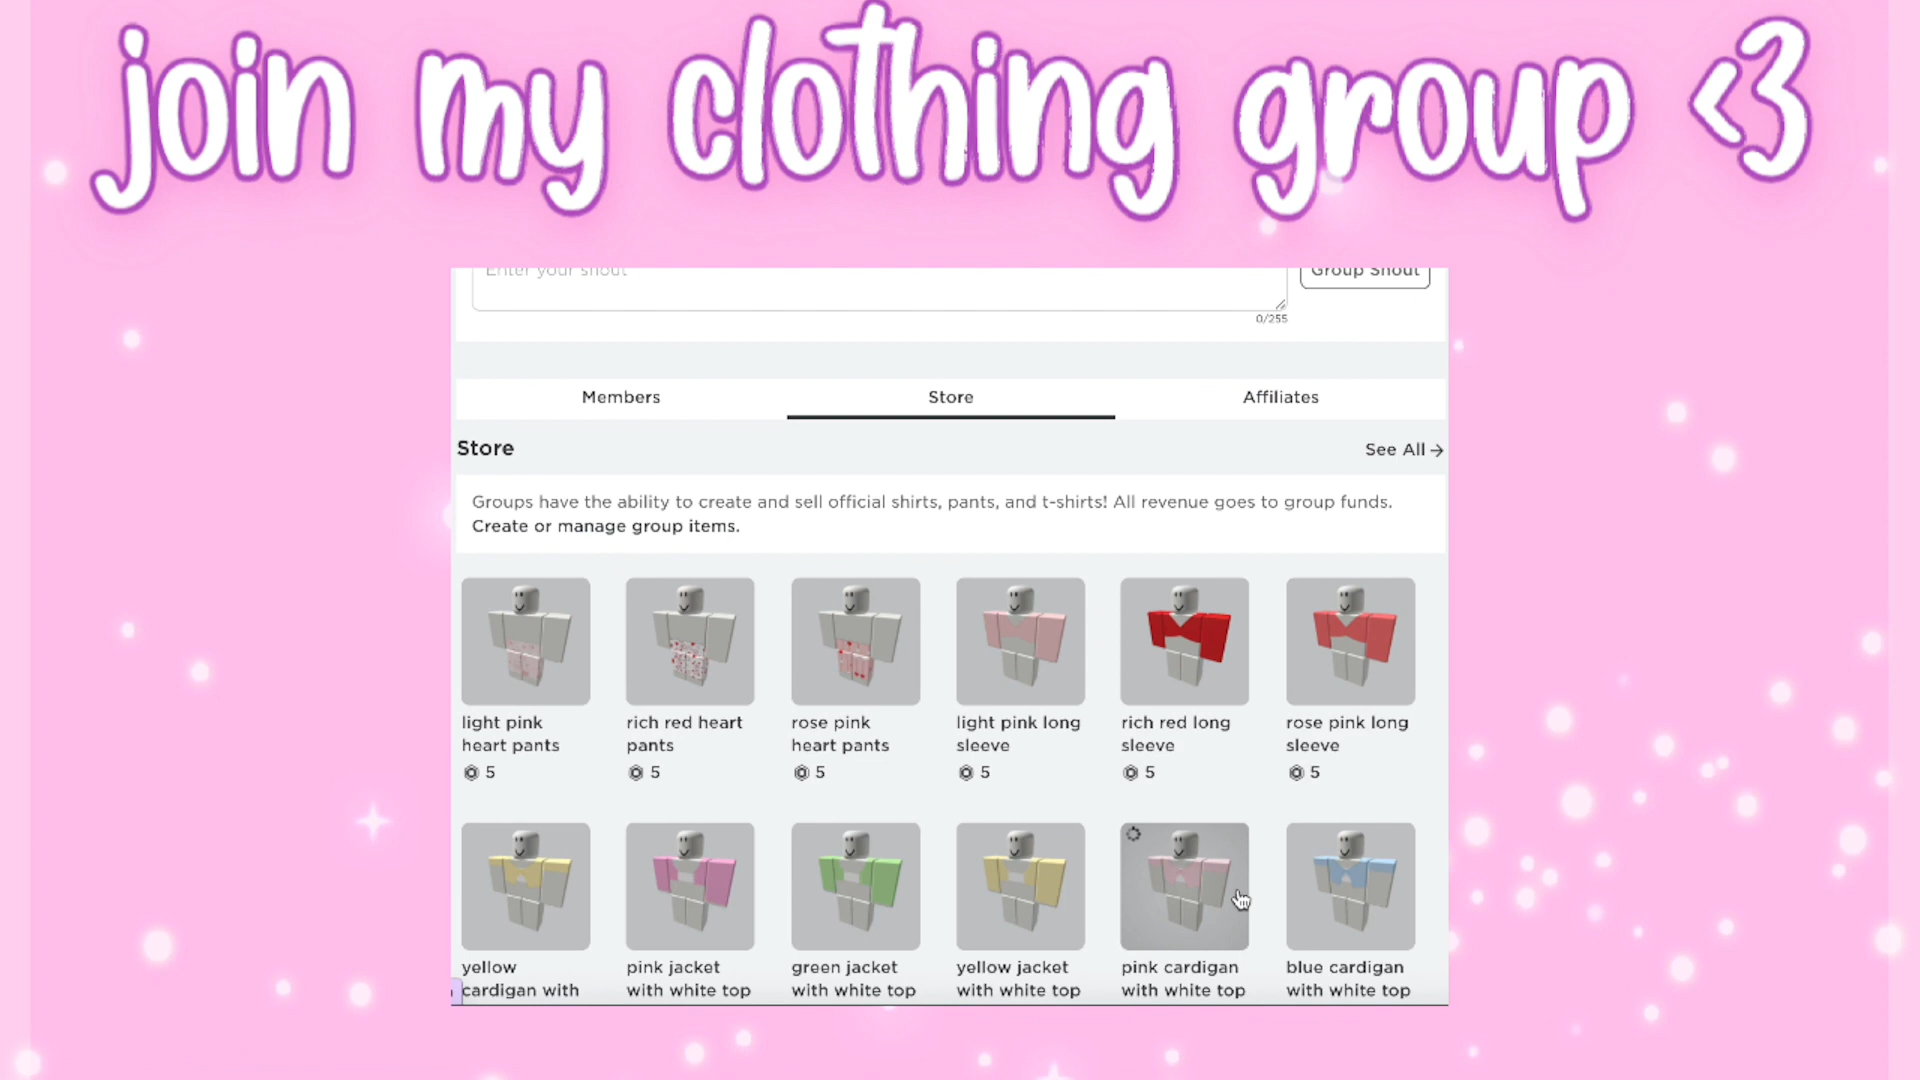 join my clothing group <3
Enter your shout
Group Shout
0/255
Members
Store
Affiliates
Store
See All →
Groups have the ability to create and sell official shirts, pants, and t-shirts! All revenue goes to group funds.
Create or manage group items.
light pink
heart pants
5
rich red heart
pants
5
rose pink
heart pants
5
light pink long
sleeve
5
rich red long
sleeve
5
rose pink long
sleeve
5
yellow
cardigan with
pink jacket
with white top
green jacket
with white top
yellow jacket
with white top
pink cardigan
with white top
blue cardigan
with white top